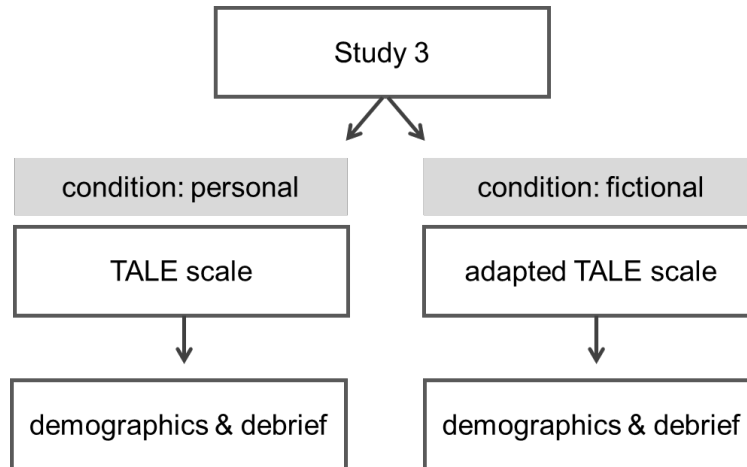 Study 3
condition: personal
condition: fictional
TALE scale
adapted TALE scale
demographics & debrief
demographics & debrief